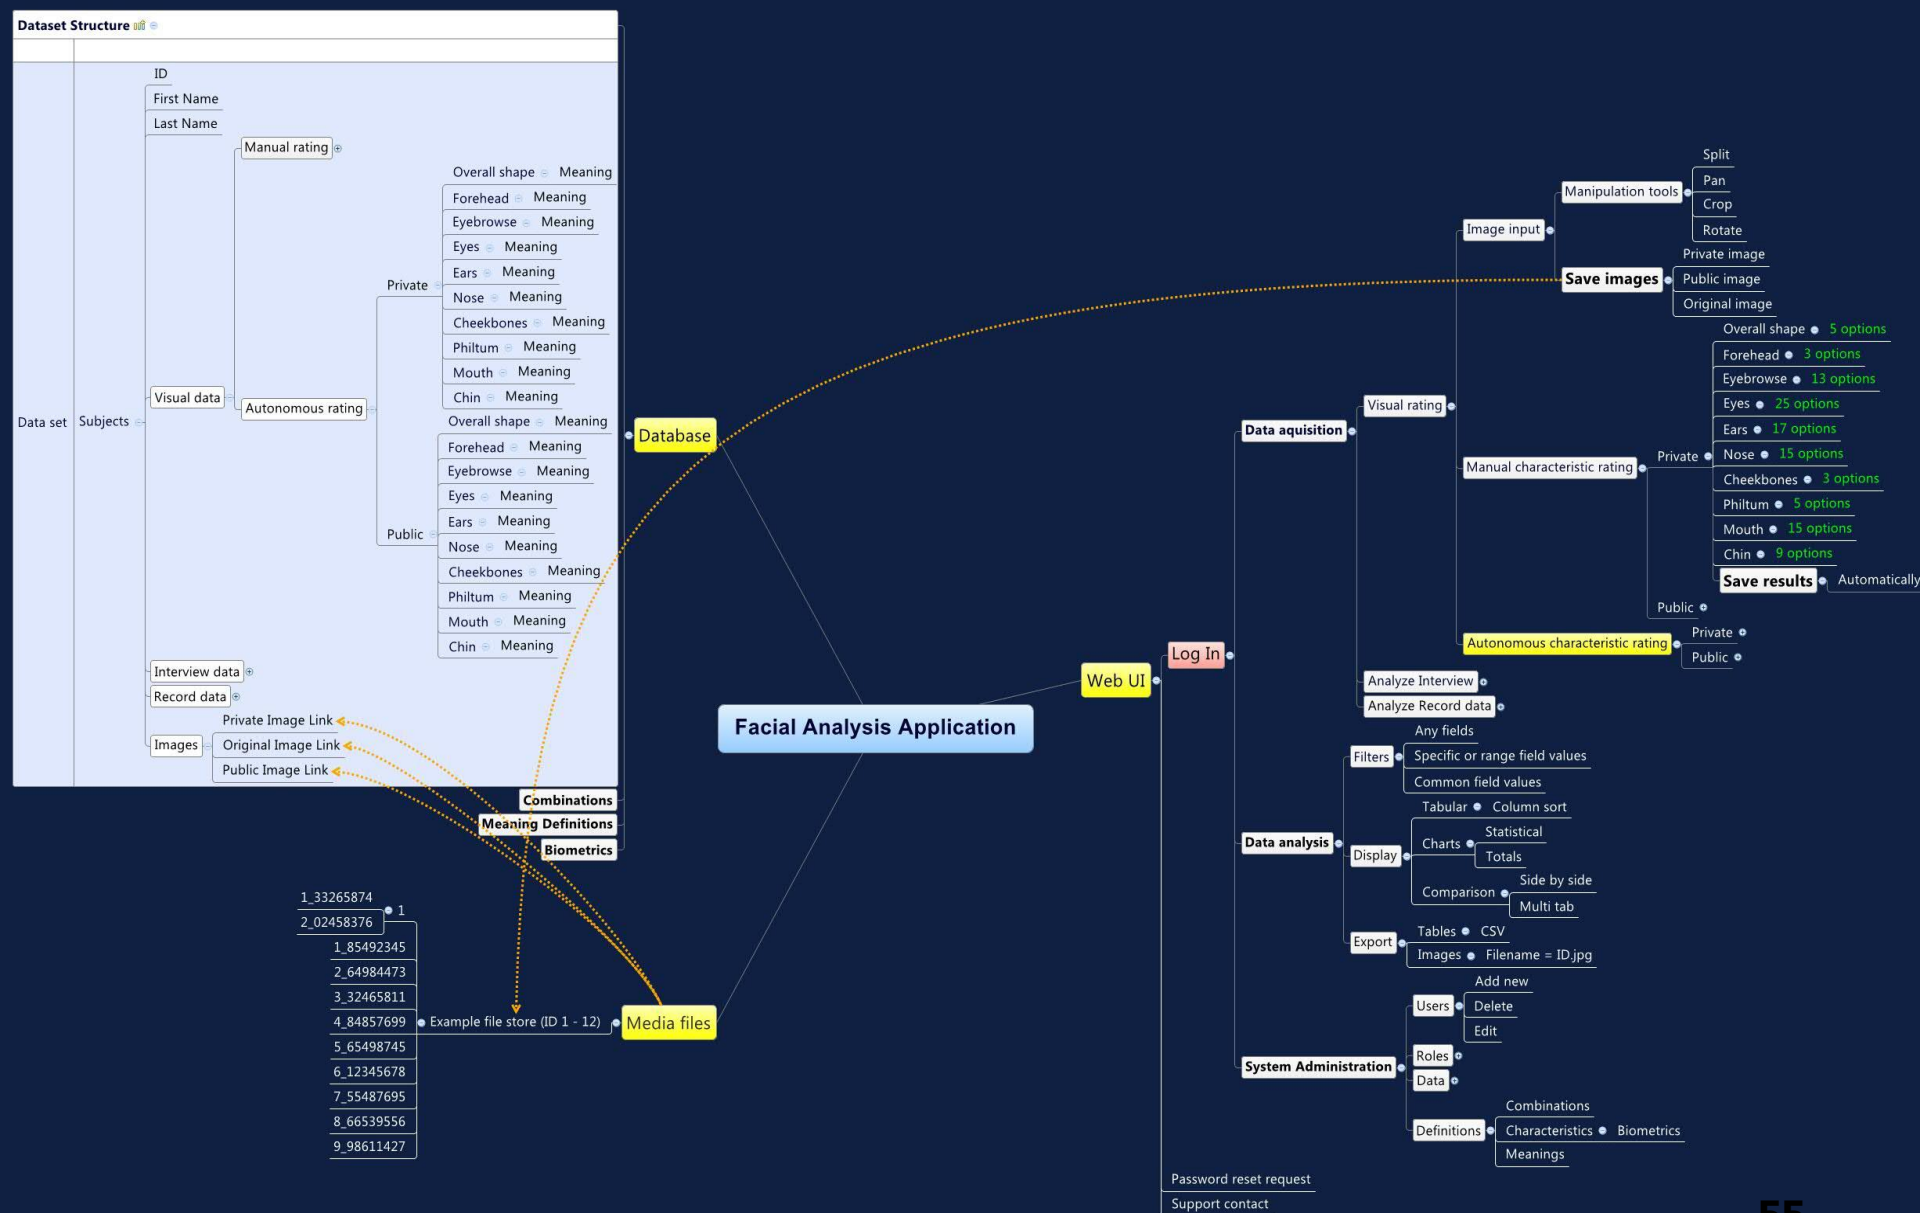 Dataset Structure
Data set
Subjects
ID
First Name
Last Name
Visual data
Manual rating
Autonomous rating
Private
Overall shape Meaning
Forehead Meaning
Eyebrowse Meaning
Eyes Meaning
Ears Meaning
Nose Meaning
Cheekbones Meaning
Philtum Meaning
Mouth Meaning
Chin Meaning
Public
Overall shape Meaning
Forehead Meaning
Eyebrowse Meaning
Eyes Meaning
Ears Meaning
Nose Meaning
Cheekbones Meaning
Philtum Meaning
Mouth Meaning
Chin Meaning
Interview data
Record data
Images
Private Image Link
Original Image Link
Public Image Link
Combinations
Meaning Definitions
Biometrics
Database
Facial Analysis Application
Media files
Example file store (ID 1 - 12)
1
1_33265874
2_02458376
1_85492345
2_64984473
3_32465811
4_84857699
5_65498745
6_12345678
7_55487695
8_66539556
9_98611427
Web UI
Log In
Data aquisition
Visual rating
Image input
Manipulation tools
Split
Pan
Crop
Rotate
Save images
Private image
Public image
Original image
Manual characteristic rating
Private
Overall shape 5 options
Forehead 3 options
Eyebrowse 13 options
Eyes 25 options
Ears 17 options
Nose 15 options
Cheekbones 3 options
Philtum 5 options
Mouth 15 options
Chin 9 options
Save results Automatically
Public
Autonomous characteristic rating
Private
Public
Analyze Interview
Analyze Record data
Data analysis
Filters
Any fields
Specific or range field values
Common field values
Display
Tabular Column sort
Charts
Statistical
Totals
Comparison
Side by side
Multi tab
Export
Tables CSV
Images Filename = ID.jpg
System Administration
Users
Add new
Delete
Edit
Roles
Data
Definitions
Combinations
Characteristics Biometrics
Meanings
Password reset request
Support contact